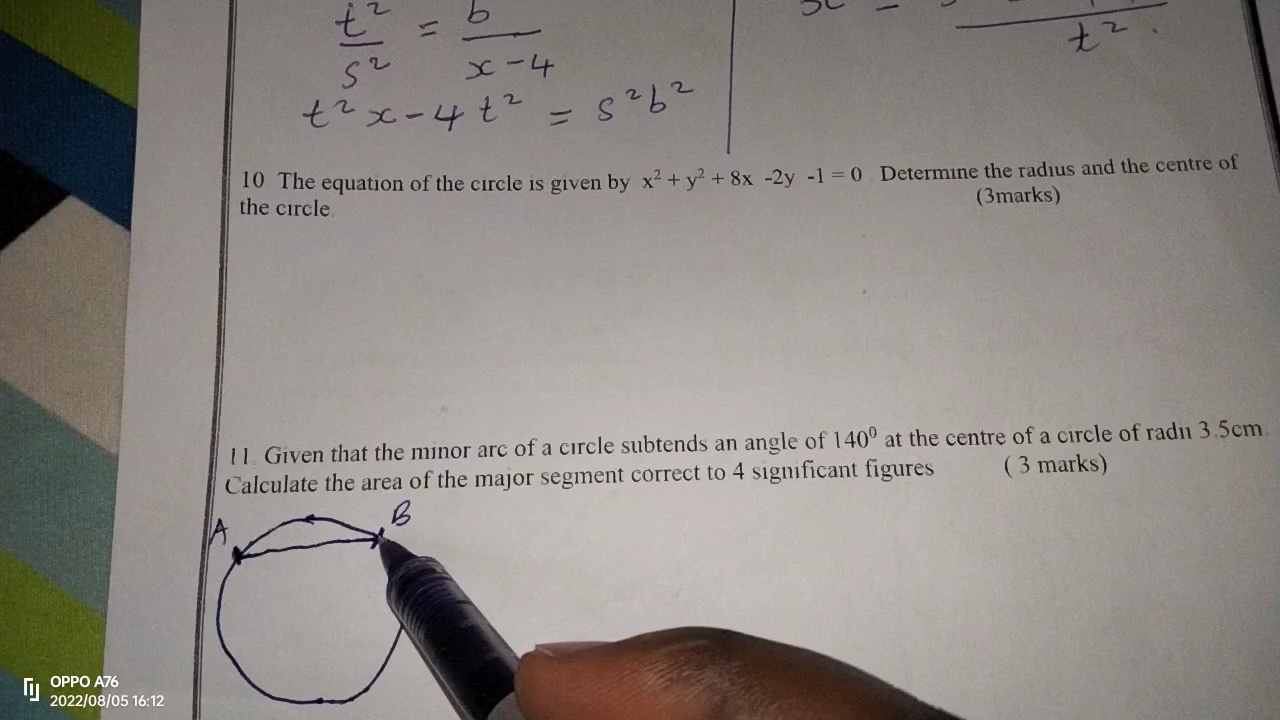 t² = b
s² x-4
t²
t²x-4t² = s²b²
10 The equation of the circle is given by x² + y² + 8x -2y -1 = 0 Determine the radius and the centre of
the circle (3marks)
11. Given that the minor arc of a circle subtends an angle of 140⁰ at the centre of a circle of radii 3.5cm
Calculate the area of the major segment correct to 4 significant figures ( 3 marks)
A B
OPPO A76
2022/08/05 16:12